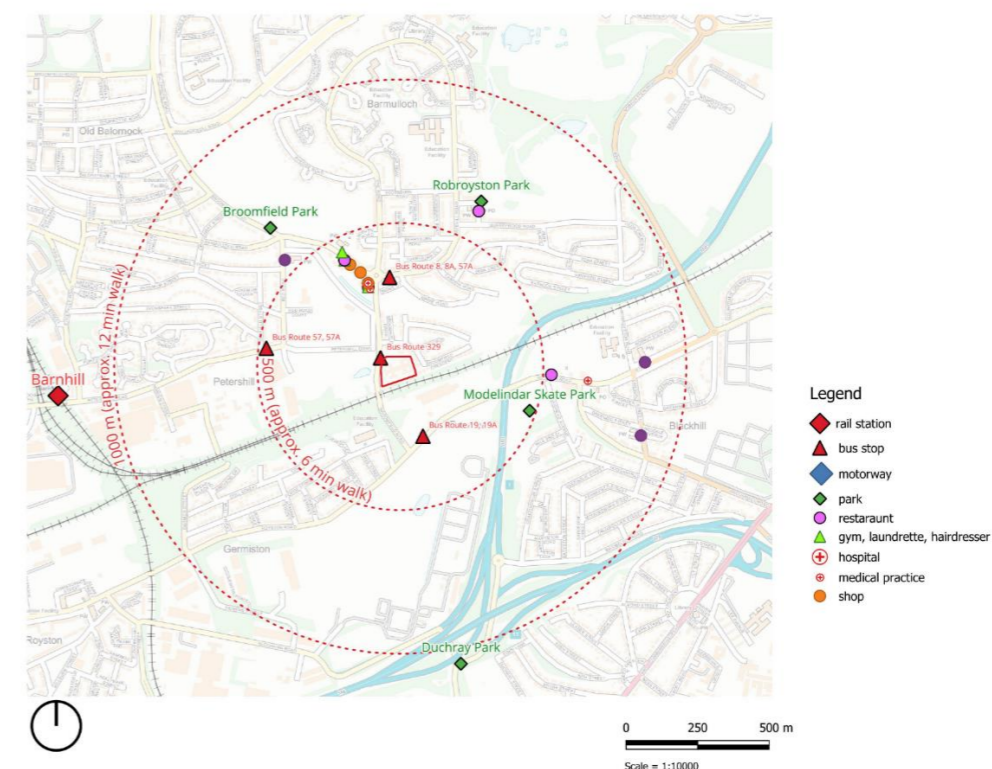 Barmulloch
Old Balornock
Robroyston Park
Broomfield Park
Bus Route 8, 8A, 57A
1000 m (approx. 12 min walk)
Bus Route 57, 57A
Bus Route 329
Barnhill
Petershill
500 m (approx. 6 min walk)
Modelindar Skate Park
Bus Route 19, 19A
Blackhill
Germiston
Royston
Duchray Park
Legend
rail station
bus stop
motorway
park
restaraunt
gym, laundrette, hairdresser
hospital
medical practice
shop
0 250 500 m
Scale = 1:10000